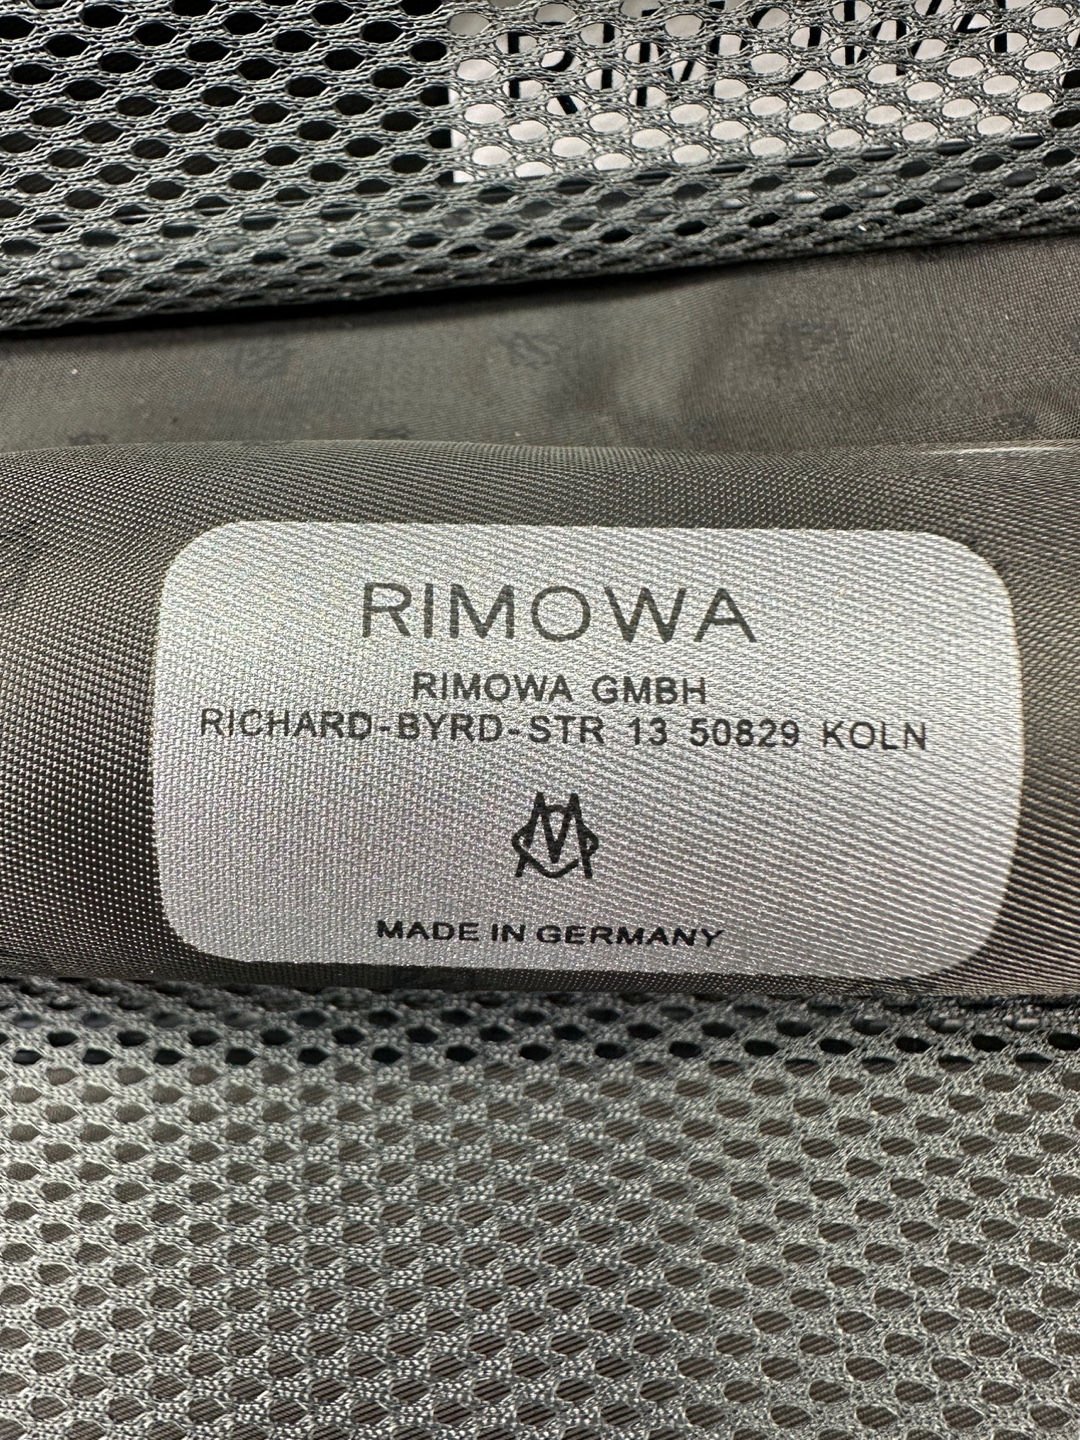 RIMOWA
RIMOWA GMBH
RICHARD-BYRD-STR 13 50829 KOLN
MADE IN GERMANY